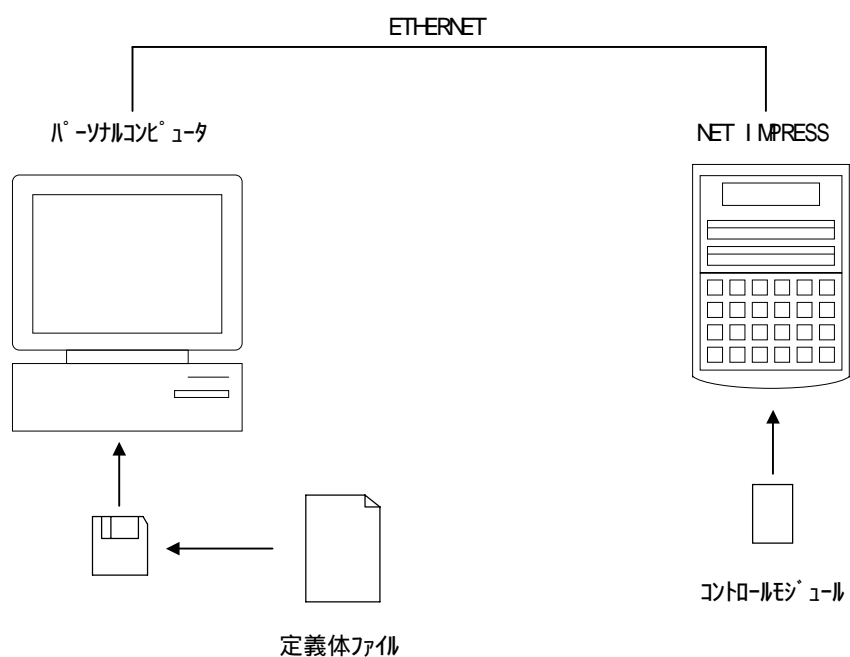 ETHERNET
ﾊﾟｰｿﾅﾙｺﾝﾋﾟｭｰﾀ
NET IMPRESS
ｺﾝﾄﾛｰﾙﾓｼﾞｭｰﾙ
定義体ﾌｧｲﾙ